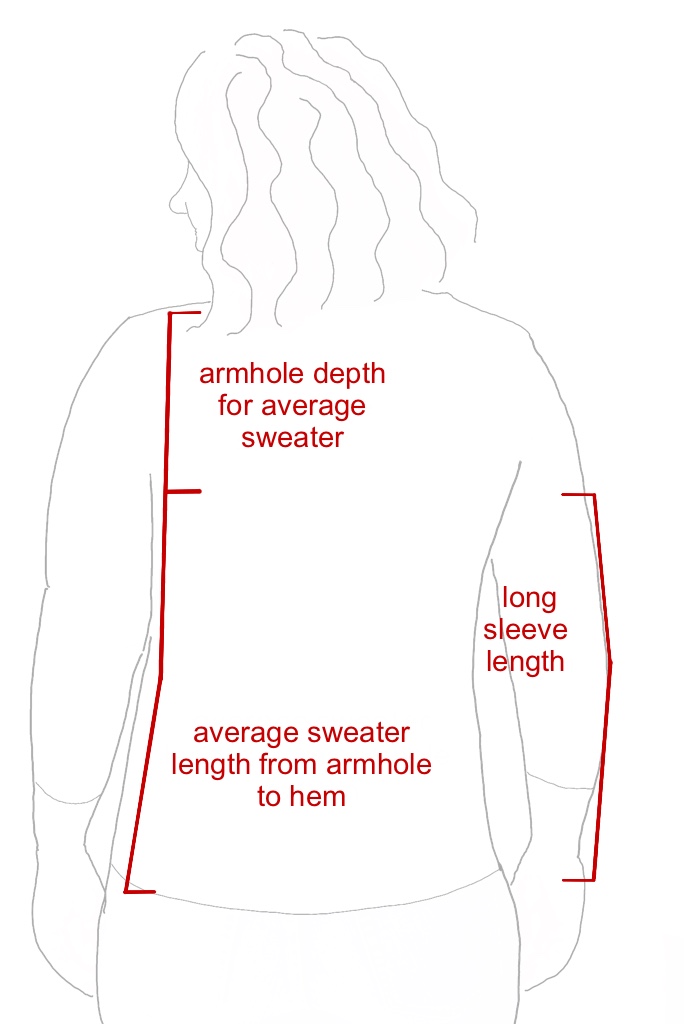 armhole depth
for average
sweater
long
sleeve
length
average sweater
length from armhole
to hem